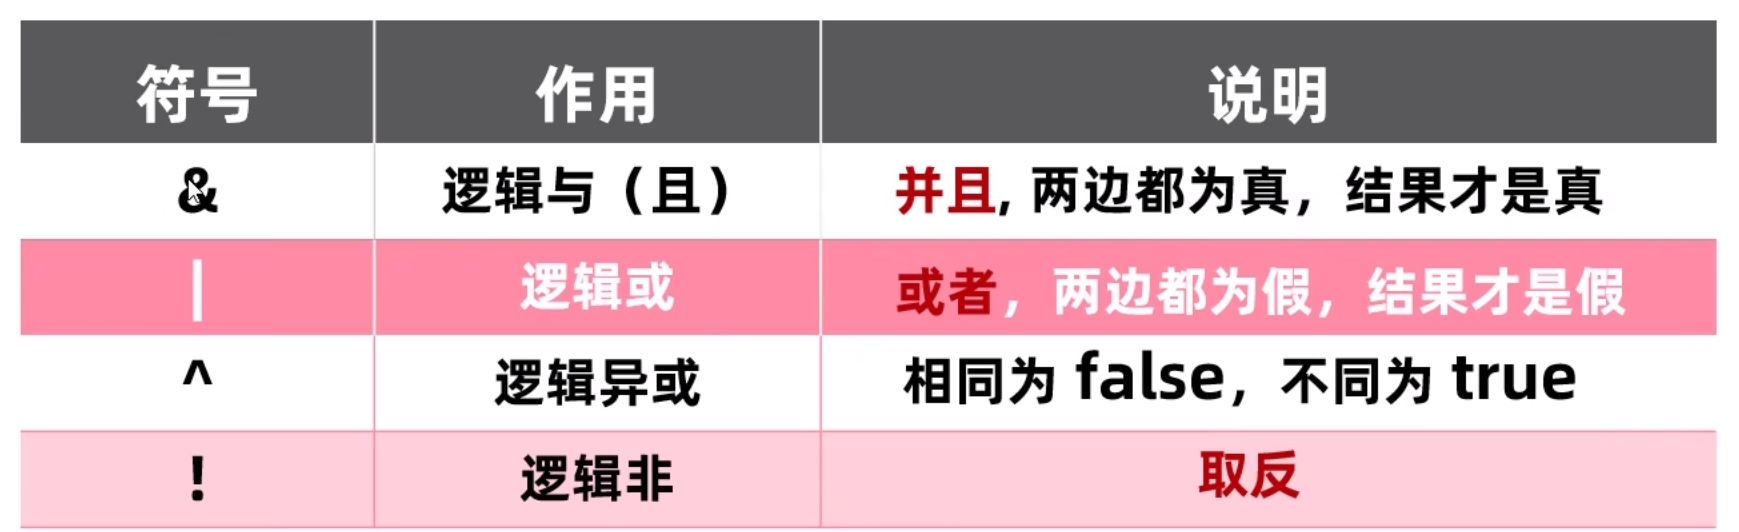 符号 作用 说明
& 逻辑与（且） 并且, 两边都为真，结果才是真
| 逻辑或 或者，两边都为假，结果才是假
^ 逻辑异或 相同为 false，不同为 true
! 逻辑非 取反